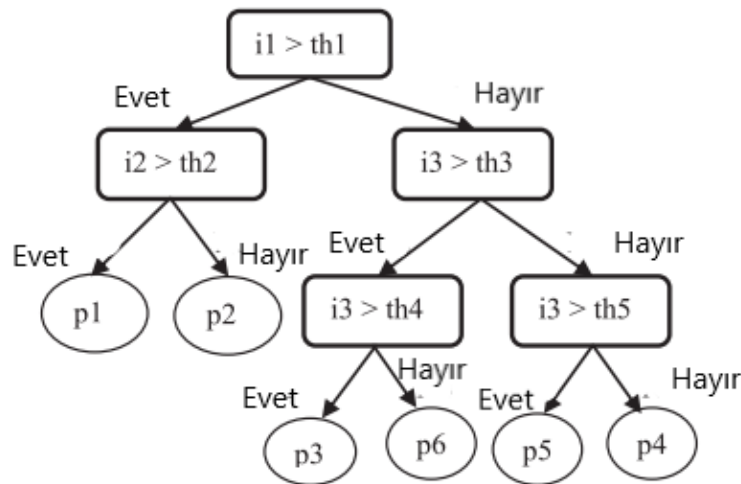 i1 > th1
Evet
Hayır
i2 > th2
i3 > th3
Evet
Hayır
Evet
Hayır
p1
p2
i3 > th4
i3 > th5
Evet
Hayır
Evet
Hayır
p3
p6
p5
p4